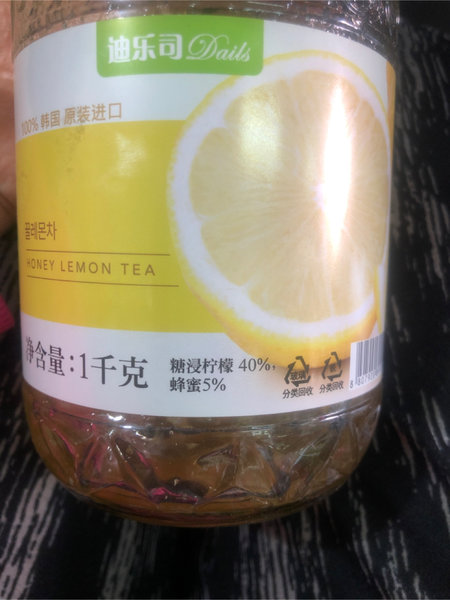 迪乐司 Dails
100% 韩国 原装进口
꿀레몬차
HONEY LEMON TEA
净含量：1千克
糖浸柠檬 40%，
蜂蜜5%
玻璃
分类回收
分类回收